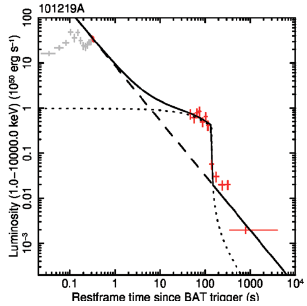 101219A
Luminosity (1.0−10000.0 keV) (10⁵⁰ erg s⁻¹)
100
10
1
0.1
0.01
10⁻³
0.1 1 10 100 1000 10⁴
Restframe time since BAT trigger (s)